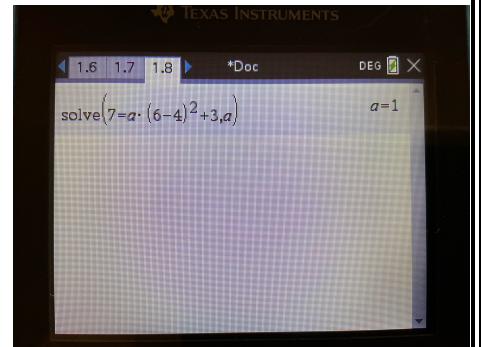 TEXAS INSTRUMENTS
1.6 1.7 1.8 *Doc DEG
solve(7=a·(6−4)²+3,a) a=1